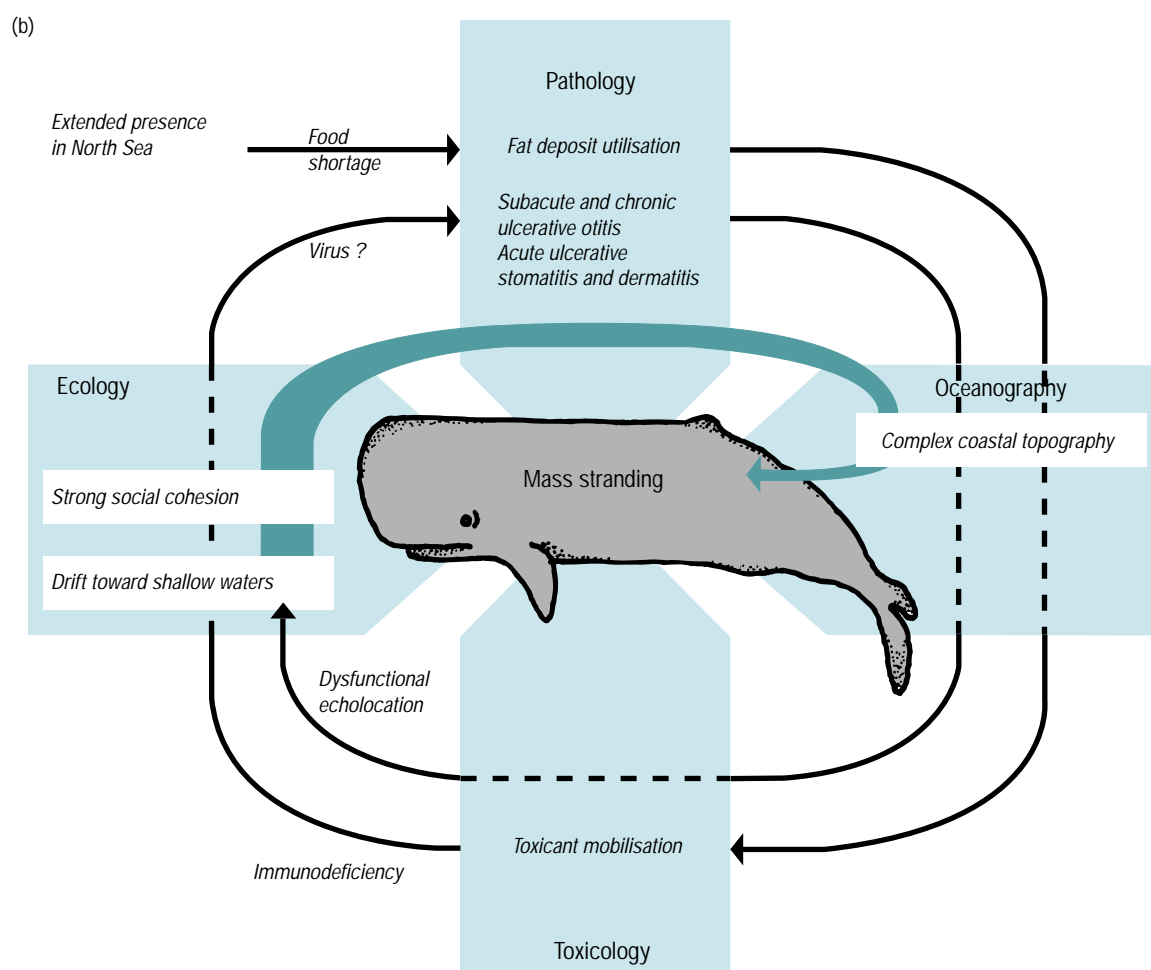 (b)
Pathology
Extended presence
in North Sea
Food
shortage
Fat deposit utilisation
Subacute and chronic
ulcerative otitis
Acute ulcerative
stomatitis and dermatitis
Virus ?
Ecology
Oceanography
Complex coastal topography
Strong social cohesion
Mass stranding
Drift toward shallow waters
Dysfunctional
echolocation
Toxicant mobilisation
Immunodeficiency
Toxicology